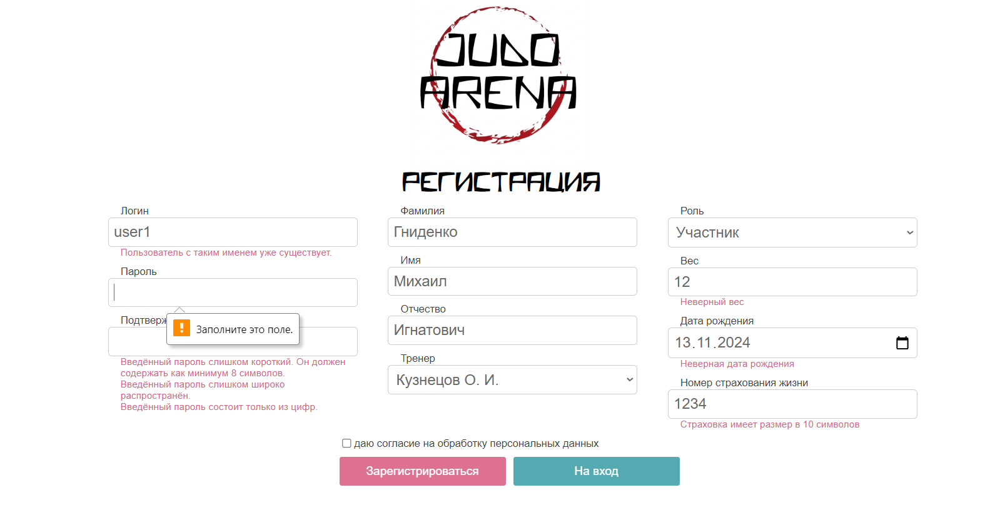 JUDO
ARENA
РЕГИСТРАЦИЯ
Логин
user1
Пользователь с таким именем уже существует.
Пароль
Заполните это поле.
Подтверж
Введённый пароль слишком короткий. Он должен
содержать как минимум 8 символов.
Введённый пароль слишком широко
распространён.
Введённый пароль состоит только из цифр.
Фамилия
Гниденко
Имя
Михаил
Отчество
Игнатович
Тренер
Кузнецов О. И.
Роль
Участник
Вес
12
Неверный вес
Дата рождения
13.11.2024
Неверная дата рождения
Номер страхования жизни
1234
Страховка имеет размер в 10 символов
даю согласие на обработку персональных данных
Зарегистрироваться
На вход